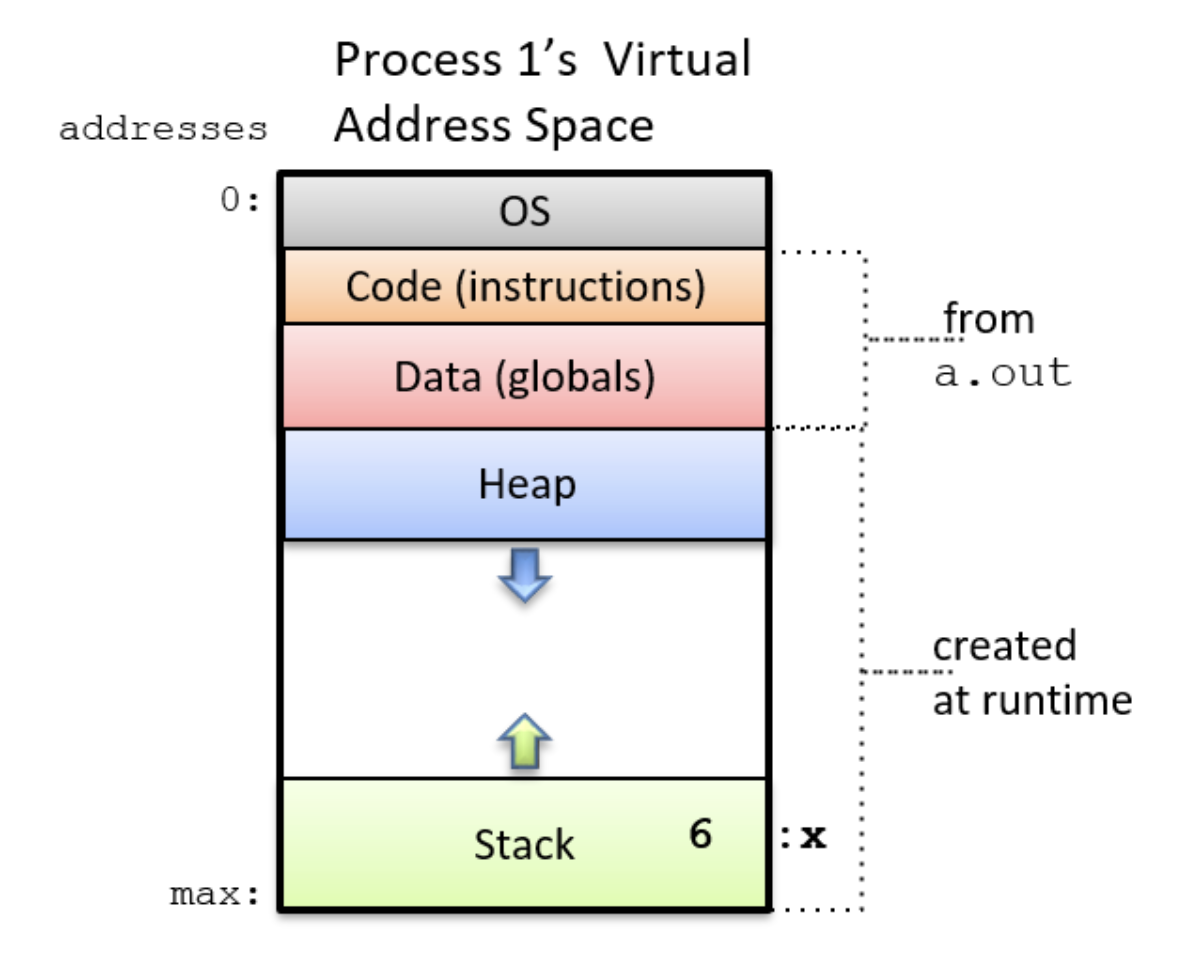 Process 1's Virtual
Address Space
addresses
0:
OS
Code (instructions)
Data (globals)
from
a.out
Heap
created
at runtime
Stack
6
:x
max: